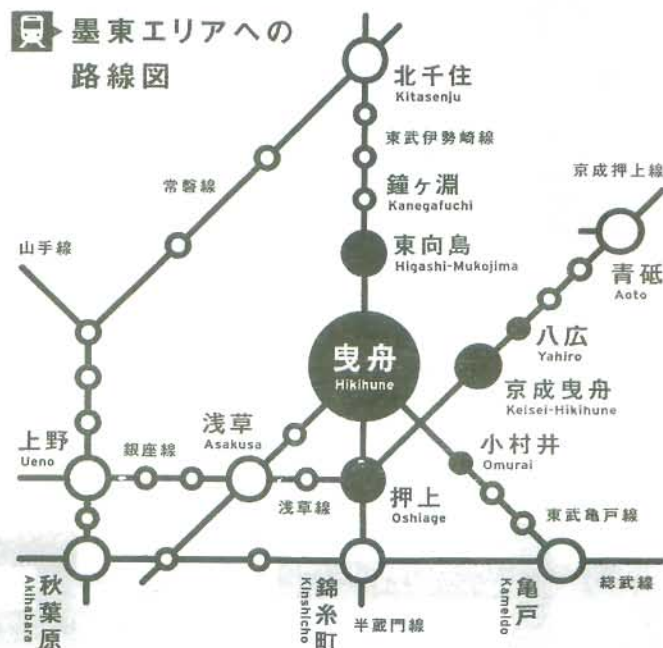 墨東エリアへの
路線図
北千住
Kitasenju
東武伊勢崎線
常磐線
鐘ヶ淵
Kanegafuchi
京成押上線
山手線
東向島
Higashi-Mukojima
青砥
Aoto
八広
Yahiro
曳舟
Hikihune
京成曳舟
Keisei-Hikihune
浅草
Asakusa
小村井
Omurai
上野
Ueno
銀座線
浅草線
押上
Oshiage
東武亀戸線
秋葉原
Akihabara
錦糸町
Kinshicho
半蔵門線
亀戸
Kameido
総武線